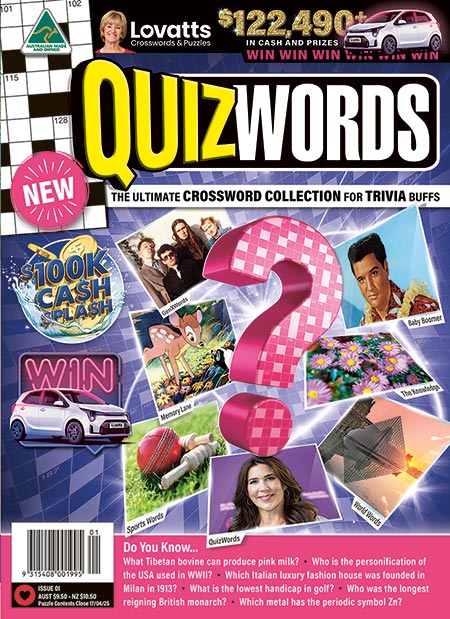 101
102
115
128
AUSTRALIAN MADE
AND OWNED
Lovatts
Crosswords & Puzzles
$122,490+
IN CASH AND PRIZES
WIN WIN WIN WIN WIN WIN
QUIZWORDS
NEW
THE ULTIMATE CROSSWORD COLLECTION FOR TRIVIA BUFFS
$100K
CASH
SPLASH
GenXWords
Baby Boomer
WIN
Memory Lane
The Knowledge
Sports Words
World Words
QuizWords
187
01
9 315408 001995
ISSUE 01
AUST $9.50 - NZ $10.50
Puzzle Contests Close 17/04/25
Do You Know...
What Tibetan bovine can produce pink milk? • Who is the personification of
the USA used in WWII? • Which Italian luxury fashion house was founded in
Milan in 1913? • What is the lowest handicap in golf? • Who was the longest
reigning British monarch? • Which metal has the periodic symbol Zn?